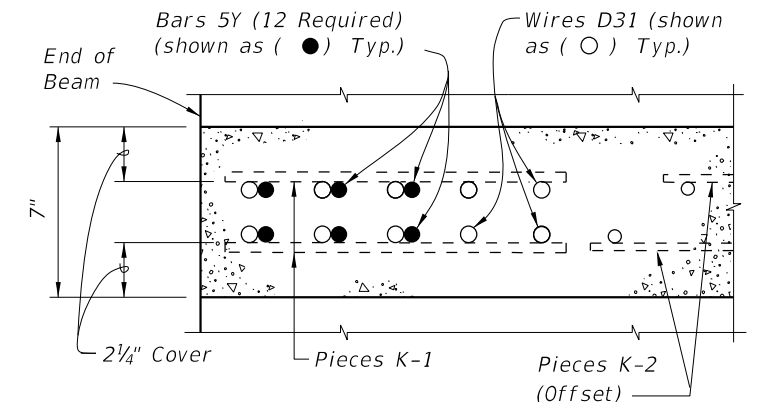 Bars 5Y (12 Required)
(shown as ( ● ) Typ.)
Wires D31 (shown
as ( ○ ) Typ.)
End of
Beam
7"
2¼" Cover
Pieces K-1
Pieces K-2
(Offset)